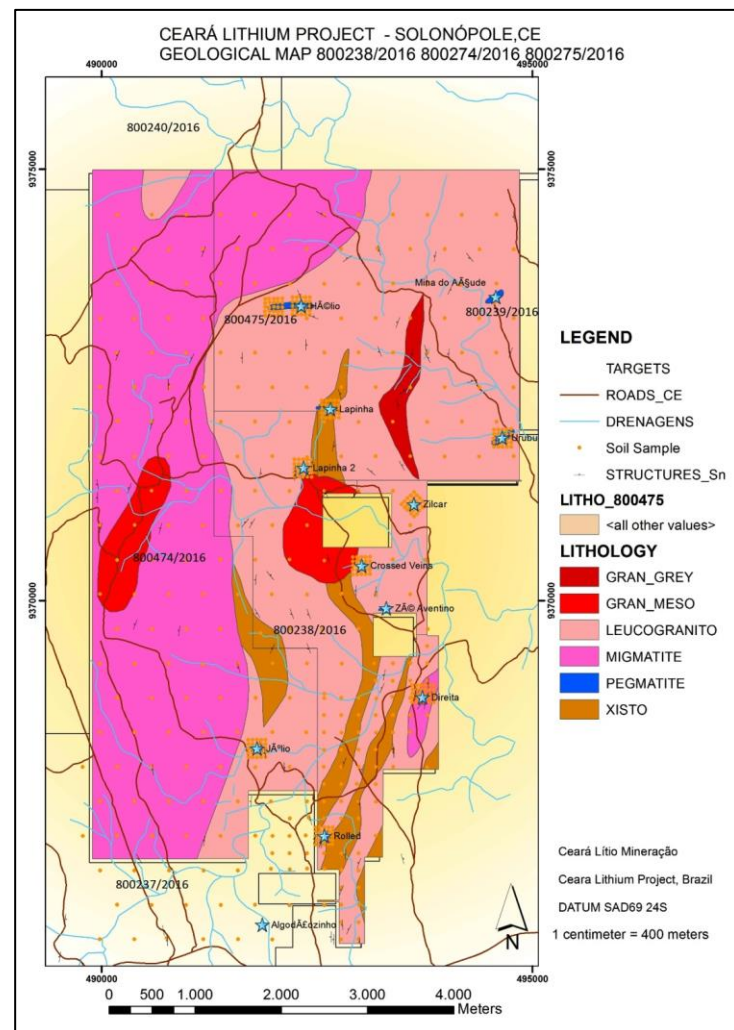 CEARÁ LITHIUM PROJECT - SOLONÓPOLE,CE
GEOLOGICAL MAP 800238/2016 800274/2016 800275/2016
490000
495000
800240/2016
9375000
9375000
Mina do AÃ§ude
HÃ©lio
800475/2016
800239/2016
Lapinha
Urubu
Lapinha 2
Zilcar
800474/2016
Crossed Veins
9370000
9370000
ZÃ© Aventino
800238/2016
Direita
JÃºlio
Rolled
800237/2016
AlgodÃ£ozinho
LEGEND
TARGETS
ROADS_CE
DRENAGENS
Soil Sample
STRUCTURES_Sn
LITHO_800475
<all other values>
LITHOLOGY
GRAN_GREY
GRAN_MESO
LEUCOGRANITO
MIGMATITE
PEGMATITE
XISTO
Ceará Lítio Mineração
Ceara Lithium Project, Brazil
DATUM SAD69 24S
1 centimeter = 400 meters
N
490000
495000
0 500 1.000 2.000 3.000 4.000
Meters